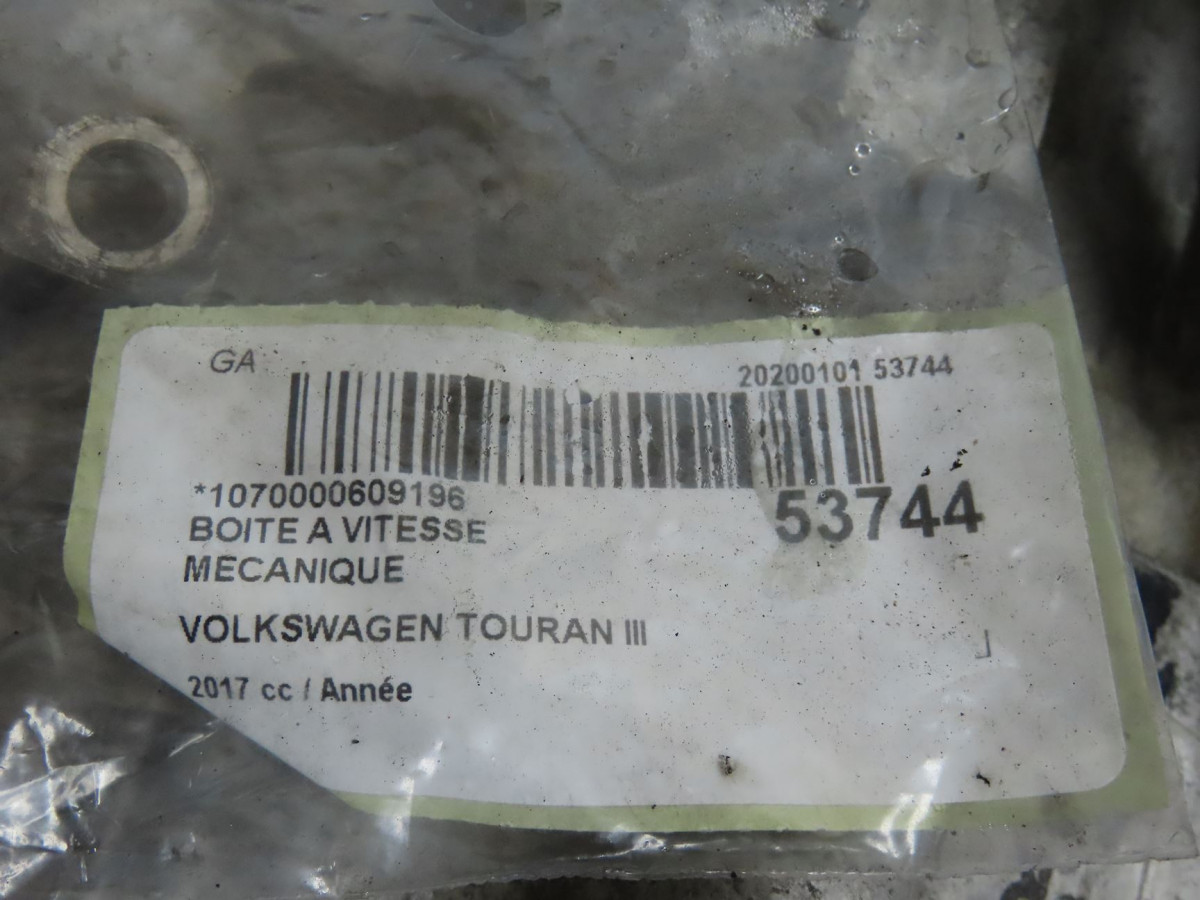 GA
20200101 53744
*1070000609196
53744
BOITE A VITESSE
MECANIQUE
VOLKSWAGEN TOURAN III
2017 cc / Année